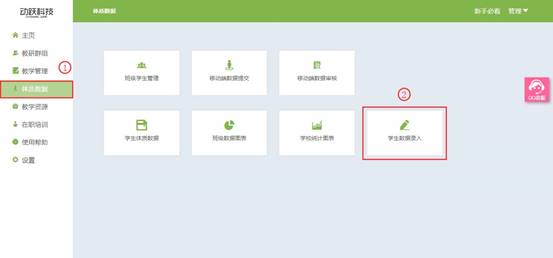 动跃科技
体质数据
新手必看 管理
主页
教研群组
教学管理
①
体质数据
教学资源
在职培训
使用帮助
设置
班级学生管理
移动端数据提交
移动端数据审核
②
学生体质数据
班级数据图表
学校统计图表
学生数据录入
QQ客服